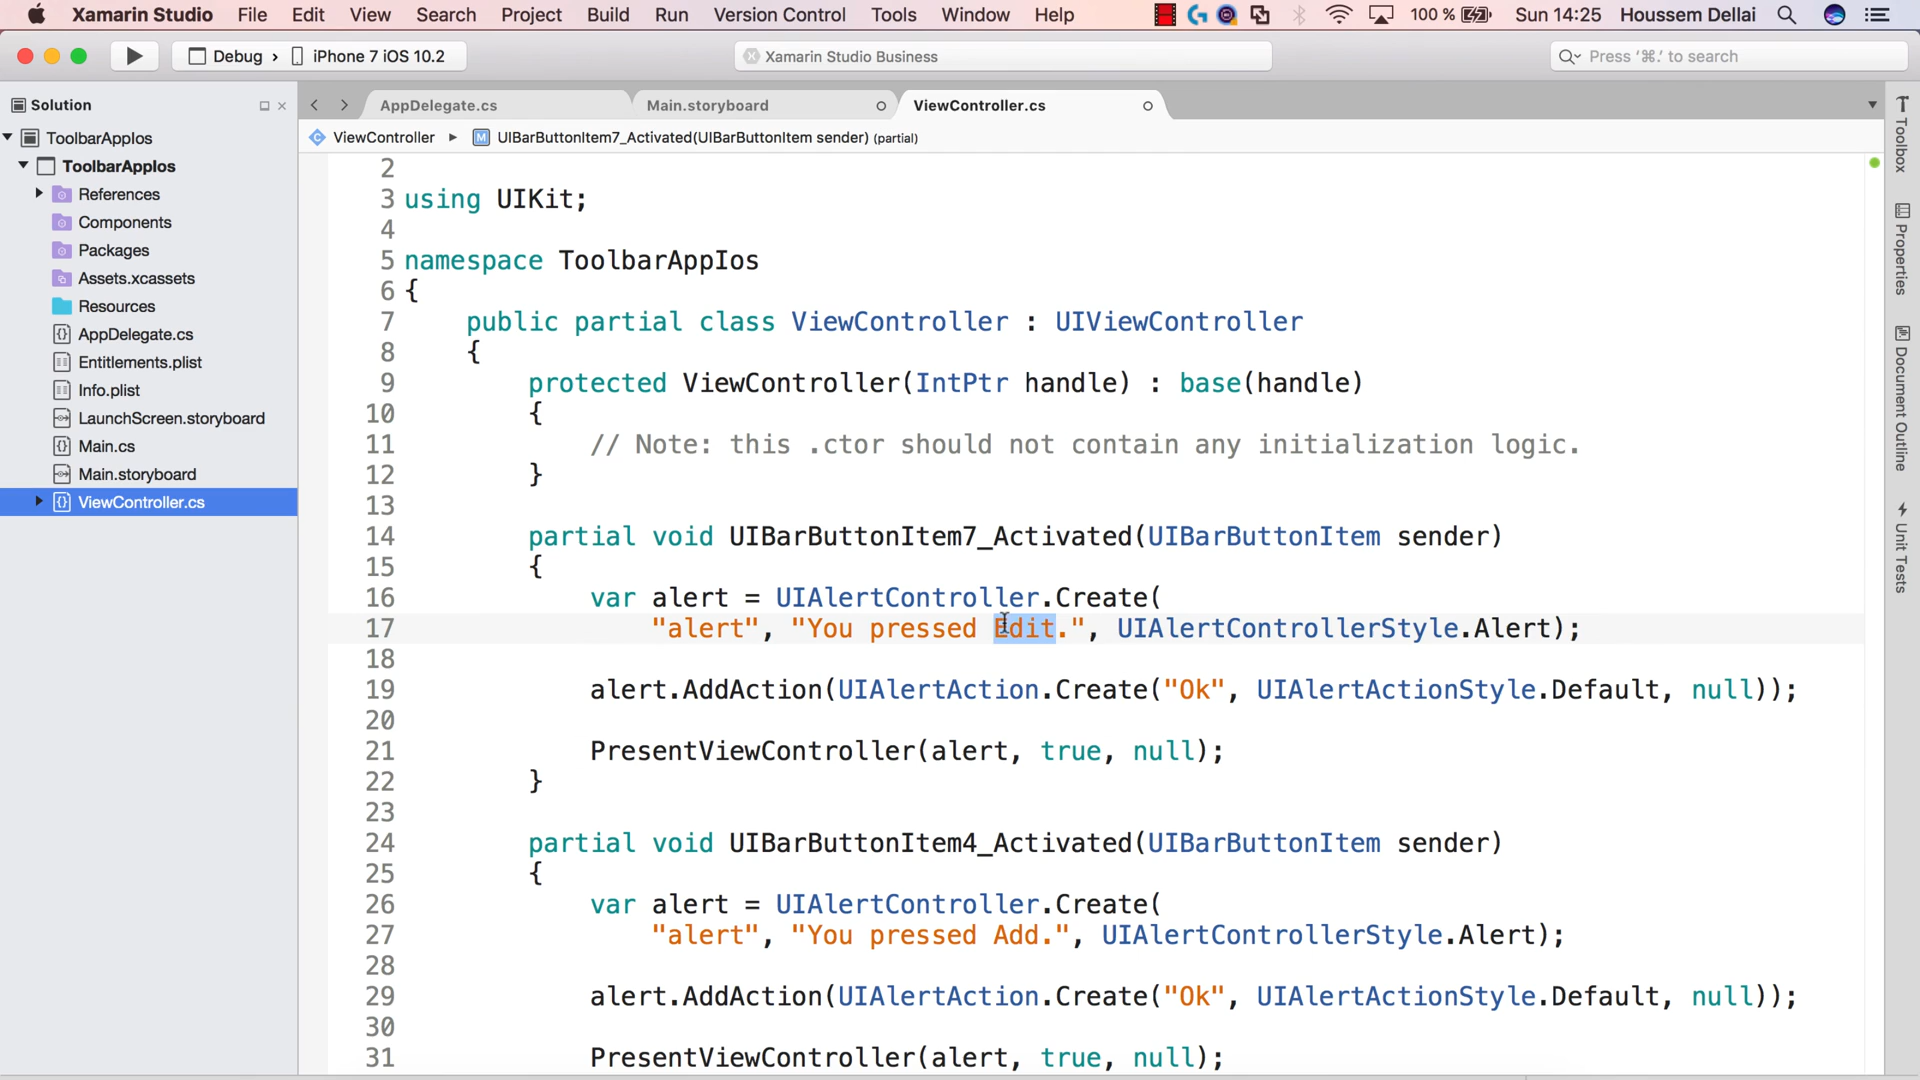 Xamarin Studio File Edit View Search Project Build Run Version Control Tools Window Help 100 % Sun 14:25 Houssem Dellai
Debug iPhone 7 iOS 10.2 Xamarin Studio Business Press ‘⌘.’ to search
Solution AppDelegate.cs Main.storyboard ViewController.cs
ViewController UIBarButtonItem7_Activated(UIBarButtonItem sender) (partial)
ToolbarAppIos
ToolbarAppIos
References
Components
Packages
Assets.xcassets
Resources
AppDelegate.cs
Entitlements.plist
Info.plist
LaunchScreen.storyboard
Main.cs
Main.storyboard
ViewController.cs
2
3 using UIKit;
4
5 namespace ToolbarAppIos
6 {
7 public partial class ViewController : UIViewController
8 {
9 protected ViewController(IntPtr handle) : base(handle)
10 {
11 // Note: this .ctor should not contain any initialization logic.
12 }
13
14 partial void UIBarButtonItem7_Activated(UIBarButtonItem sender)
15 {
16 var alert = UIAlertController.Create(
17 "alert", "You pressed Edit.", UIAlertControllerStyle.Alert);
18
19 alert.AddAction(UIAlertAction.Create("Ok", UIAlertActionStyle.Default, null));
20
21 PresentViewController(alert, true, null);
22 }
23
24 partial void UIBarButtonItem4_Activated(UIBarButtonItem sender)
25 {
26 var alert = UIAlertController.Create(
27 "alert", "You pressed Add.", UIAlertControllerStyle.Alert);
28
29 alert.AddAction(UIAlertAction.Create("Ok", UIAlertActionStyle.Default, null));
30
31 PresentViewController(alert, true, null);
Toolbox
Properties
Document Outline
Unit Tests